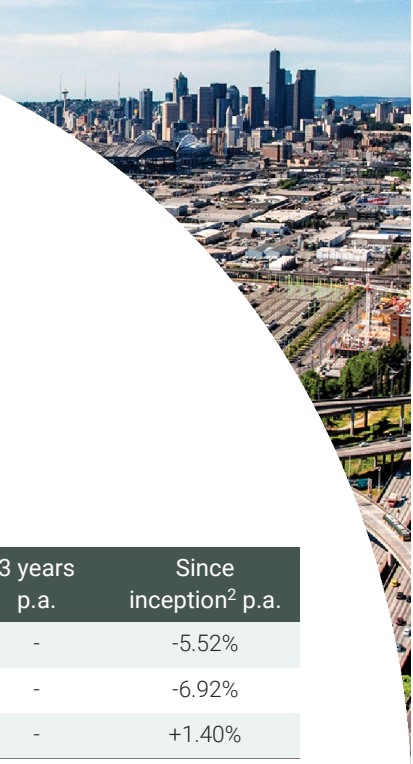 3 years Since
p.a. inception² p.a.
- -5.52%
- -6.92%
- +1.40%